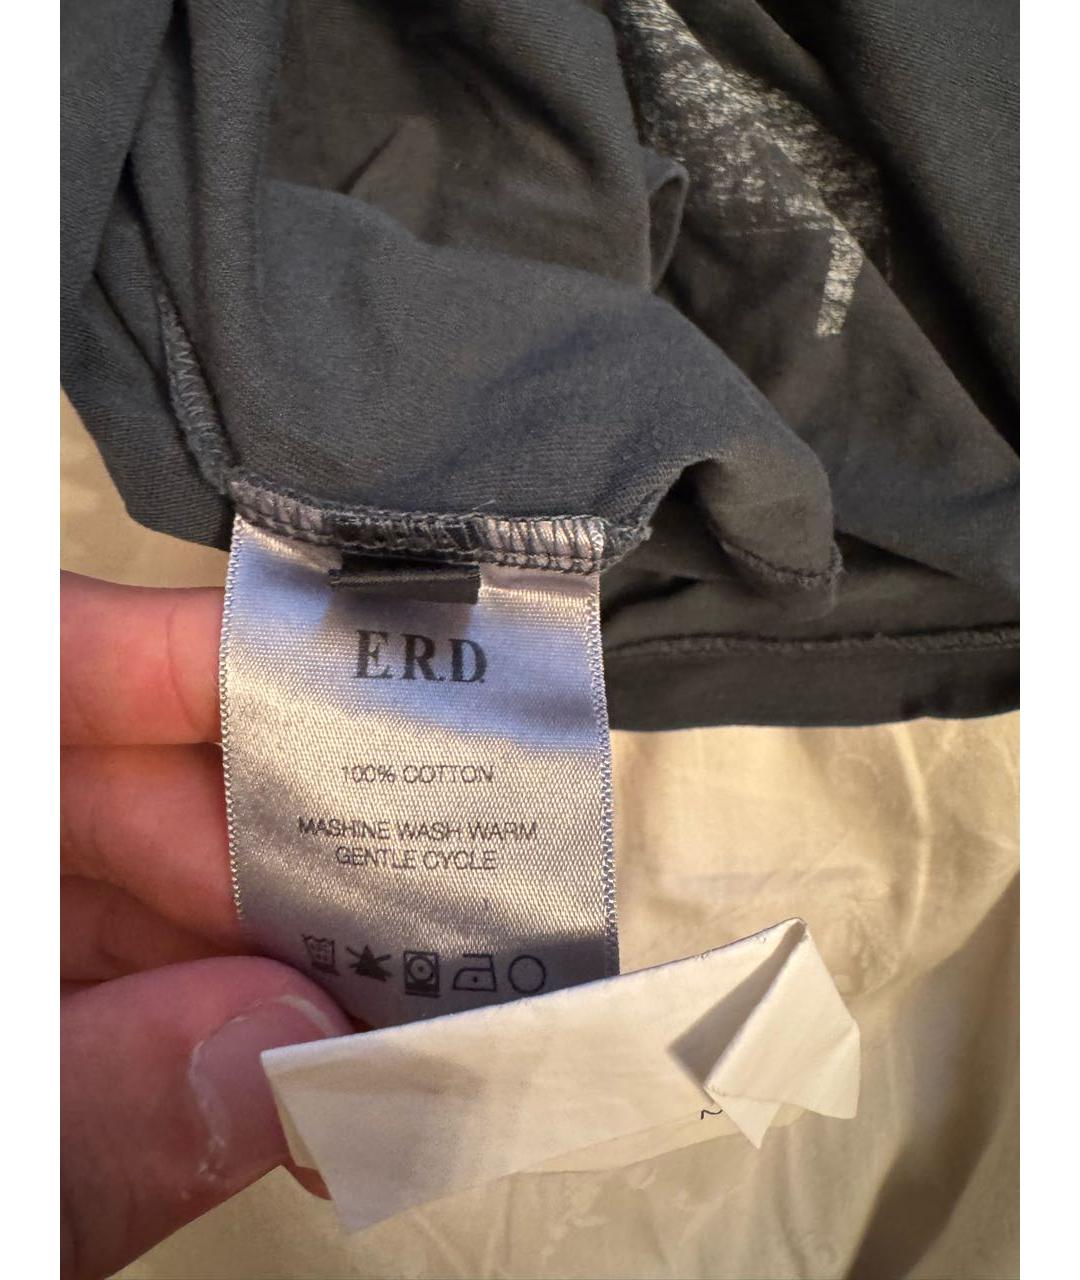 E.R.D.
100% COTTON
MASHINE WASH WARM
GENTLE CYCLE